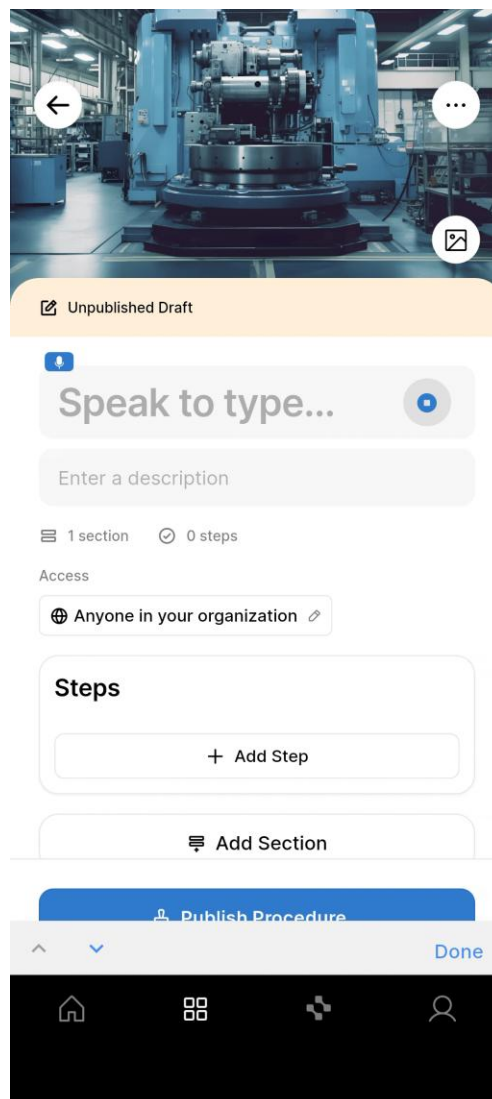 Unpublished Draft
Speak to type...
Enter a description
1 section 0 steps
Access
Anyone in your organization
Steps
+ Add Step
Add Section
Publish Procedure
Done